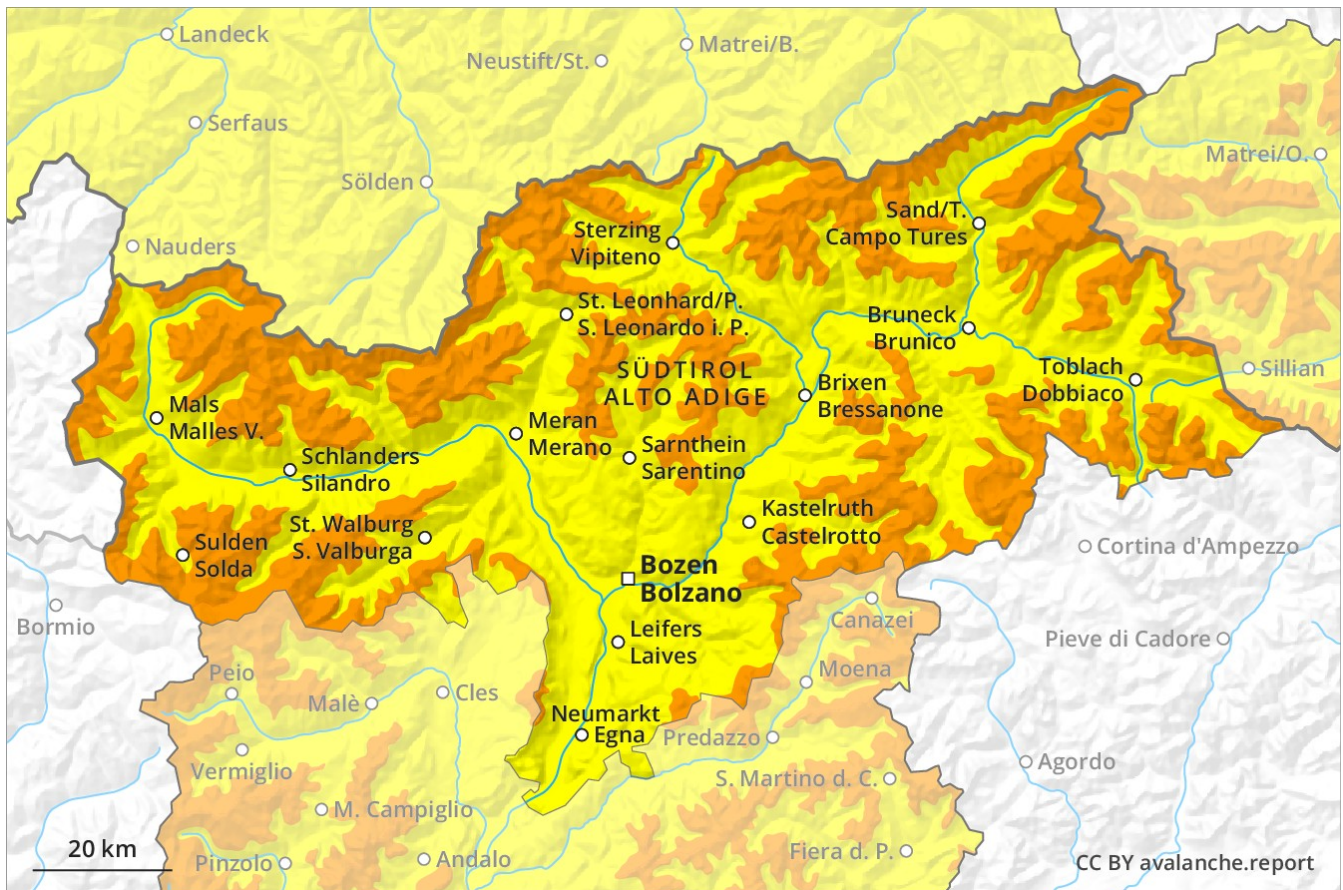 Landeck
Matrei/B.
Neustift/St.
Serfaus
Matrei/O.
Sölden
Sand/T.
Campo Tures
Sterzing
Vipiteno
Nauders
St. Leonhard/P.
S. Leonardo i. P.
Bruneck
Brunico
SÜDTIROL
ALTO ADIGE
Toblach
Dobbiaco
Sillian
Brixen
Bressanone
Mals
Malles V.
Meran
Merano
Sarnthein
Sarentino
Schlanders
Silandro
Kastelruth
Castelrotto
St. Walburg
S. Valburga
Sulden
Solda
Cortina d'Ampezzo
Bozen
Bolzano
Bormio
Canazei
Leifers
Laives
Pieve di Cadore
Peio
Moena
Malè
Cles
Neumarkt
Egna
Predazzo
Vermiglio
Agordo
S. Martino d. C.
M. Campiglio
20 km
Pinzolo
Andalo
Fiera d. P.
CC BY avalanche.report